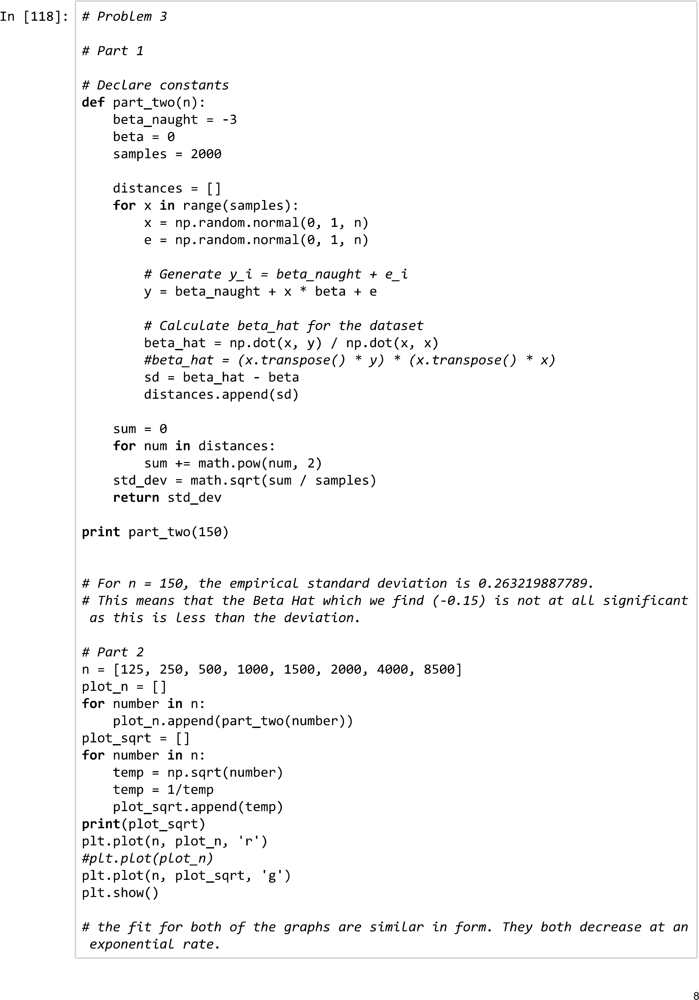 In [118]:
# Problem 3
# Part 1
# Declare constants
def part_two(n):
    beta_naught = -3
    beta = 0
    samples = 2000
    distances = []
    for x in range(samples):
        x = np.random.normal(0, 1, n)
        e = np.random.normal(0, 1, n)
        # Generate y_i = beta_naught + e_i
        y = beta_naught + x * beta + e
        # Calculate beta_hat for the dataset
        beta_hat = np.dot(x, y) / np.dot(x, x)
        #beta_hat = (x.transpose() * y) * (x.transpose() * x)
        sd = beta_hat - beta
        distances.append(sd)
    sum = 0
    for num in distances:
        sum += math.pow(num, 2)
    std_dev = math.sqrt(sum / samples)
    return std_dev
print part_two(150)
# For n = 150, the empirical standard deviation is 0.263219887789.
# This means that the Beta Hat which we find (-0.15) is not at all significant
 as this is less than the deviation.
# Part 2
n = [125, 250, 500, 1000, 1500, 2000, 4000, 8500]
plot_n = []
for number in n:
    plot_n.append(part_two(number))
plot_sqrt = []
for number in n:
    temp = np.sqrt(number)
    temp = 1/temp
    plot_sqrt.append(temp)
print(plot_sqrt)
plt.plot(n, plot_n, 'r')
#plt.plot(plot_n)
plt.plot(n, plot_sqrt, 'g')
plt.show()
# the fit for both of the graphs are similar in form. They both decrease at an
 exponential rate.
8